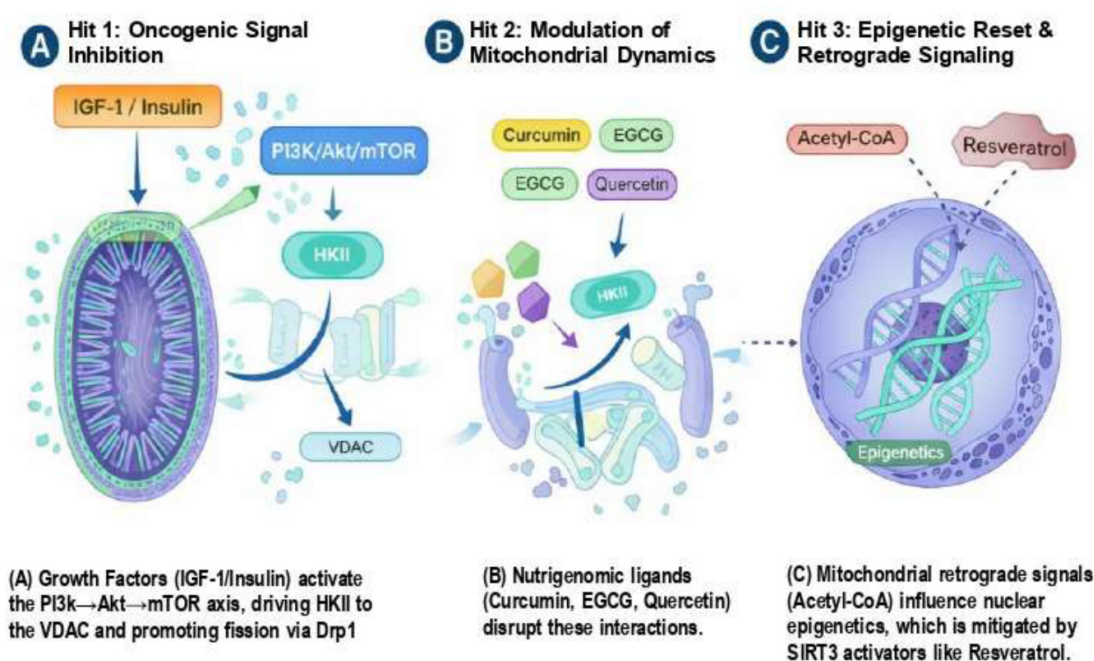 A
Hit 1: Oncogenic Signal
Inhibition
IGF-1 / Insulin
PI3K/Akt/mTOR
HKII
VDAC
B
Hit 2: Modulation of
Mitochondrial Dynamics
Curcumin
EGCG
EGCG
Quercetin
HKII
C
Hit 3: Epigenetic Reset &
Retrograde Signaling
Acetyl-CoA
Resveratrol
Epigenetics
(A) Growth Factors (IGF-1/Insulin) activate
the PI3k→Akt→mTOR axis, driving HKII to
the VDAC and promoting fission via Drp1
(B) Nutrigenomic ligands
(Curcumin, EGCG, Quercetin)
disrupt these interactions.
(C) Mitochondrial retrograde signals
(Acetyl-CoA) influence nuclear
epigenetics, which is mitigated by
SIRT3 activators like Resveratrol.